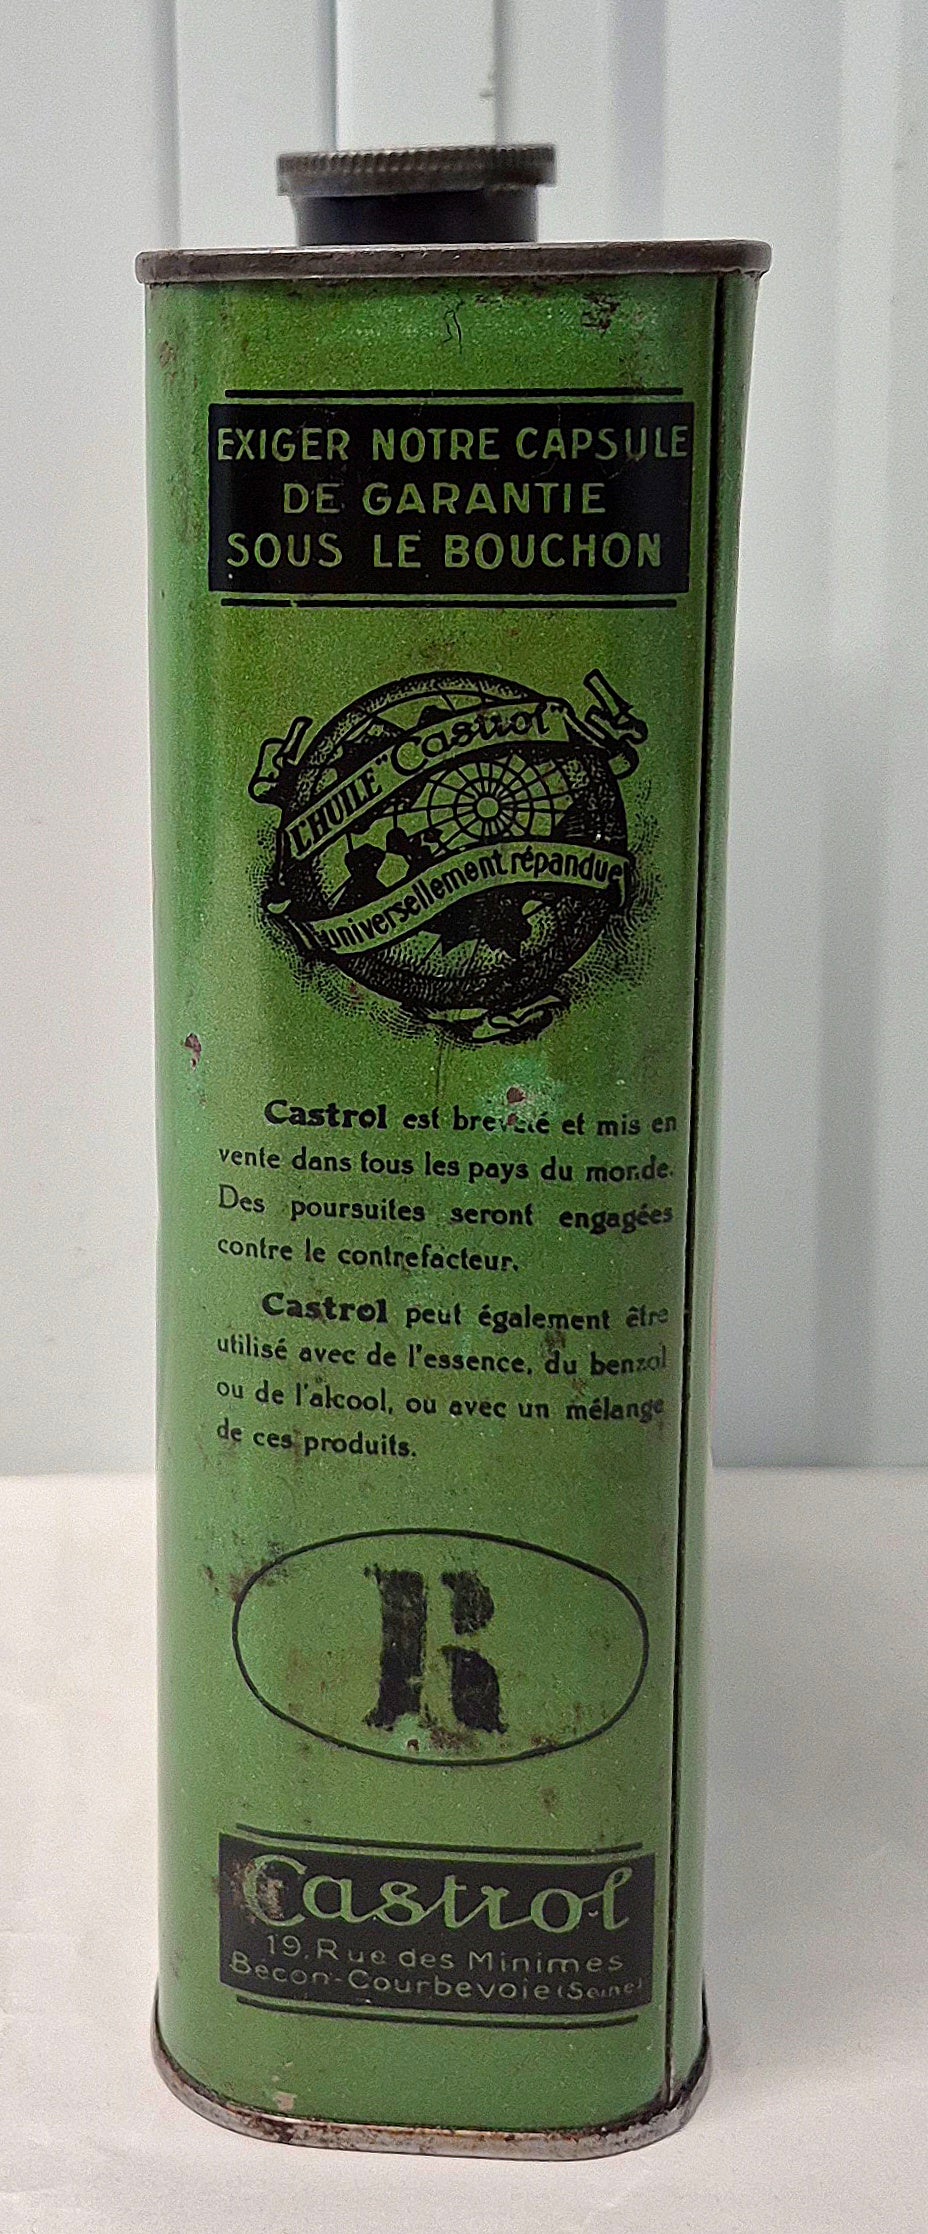 EXIGER NOTRE CAPSULE
DE GARANTIE
SOUS LE BOUCHON
L'HUILE "Castrol"
universellement répandue
Castrol est breveté et mis en
vente dans tous les pays du monde.
Des poursuites seront engagées
contre le contrefacteur.
Castrol peut également être
utilisé avec de l'essence, du benzol
ou de l'alcool, ou avec un mélange
de ces produits.
R
Castrol
19, Rue des Minimes
Bécon-Courbevoie (Seine)